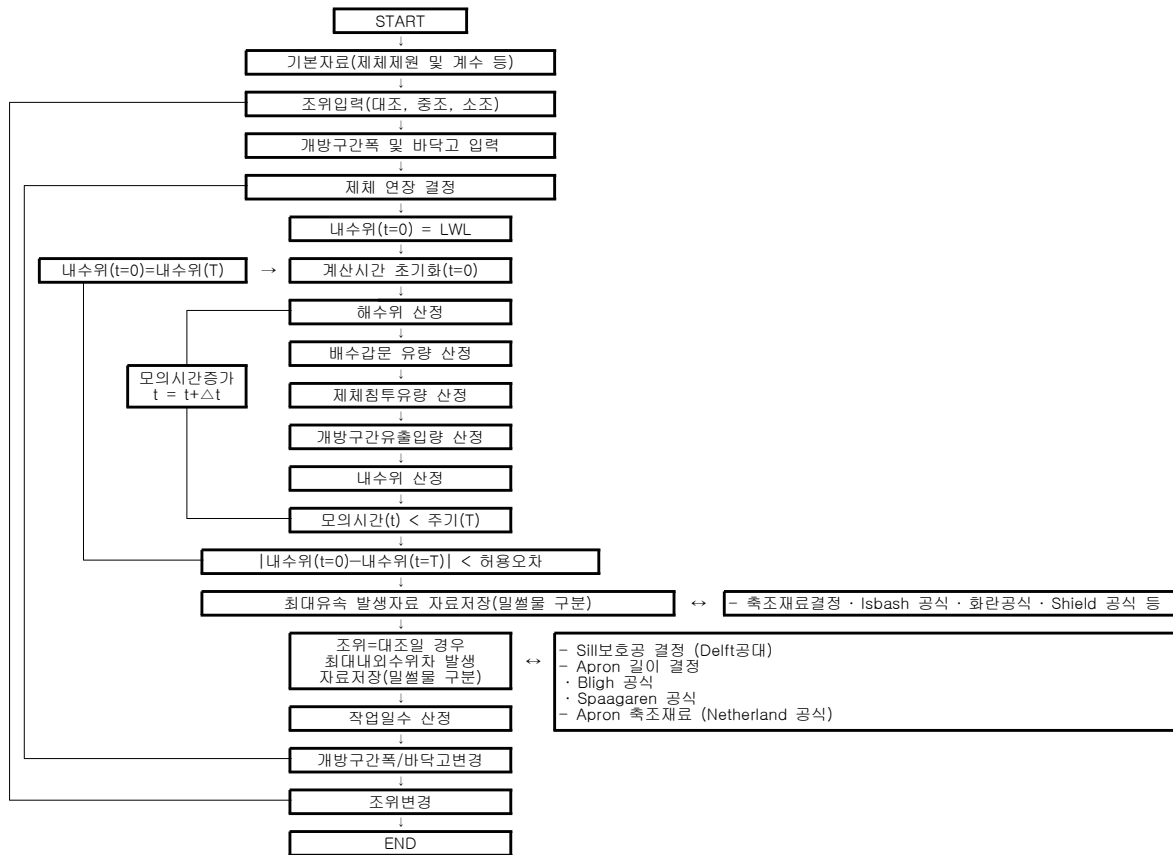 START
↓
기본자료(제체제원 및 계수 등)
↓
조위입력(대조, 중조, 소조)
↓
개방구간폭 및 바닥고 입력
↓
제체 연장 결정
↓
내수위(t=0) = LWL
↓
내수위(t=0)=내수위(T) → 계산시간 초기화(t=0)
↓
해수위 산정
↓
배수갑문 유량 산정
↓
모의시간증가
t = t+△t
제체침투유량 산정
↓
개방구간유출입량 산정
↓
내수위 산정
↓
모의시간(t) < 주기(T)
↓
|내수위(t=0)−내수위(t=T)| < 허용오차
↓
최대유속 발생자료 자료저장(밀썰물 구분) ↔ − 축조재료결정 · Isbash 공식 · 화란공식 · Shield 공식 등
↓
조위=대조일 경우
최대내외수위차 발생
자료저장(밀썰물 구분)
↔
− Sill보호공 결정 (Delft공대)
− Apron 길이 결정
· Bligh 공식
· Spaagaren 공식
− Apron 축조재료 (Netherland 공식)
↓
작업일수 산정
↓
개방구간폭/바닥고변경
↓
조위변경
↓
END